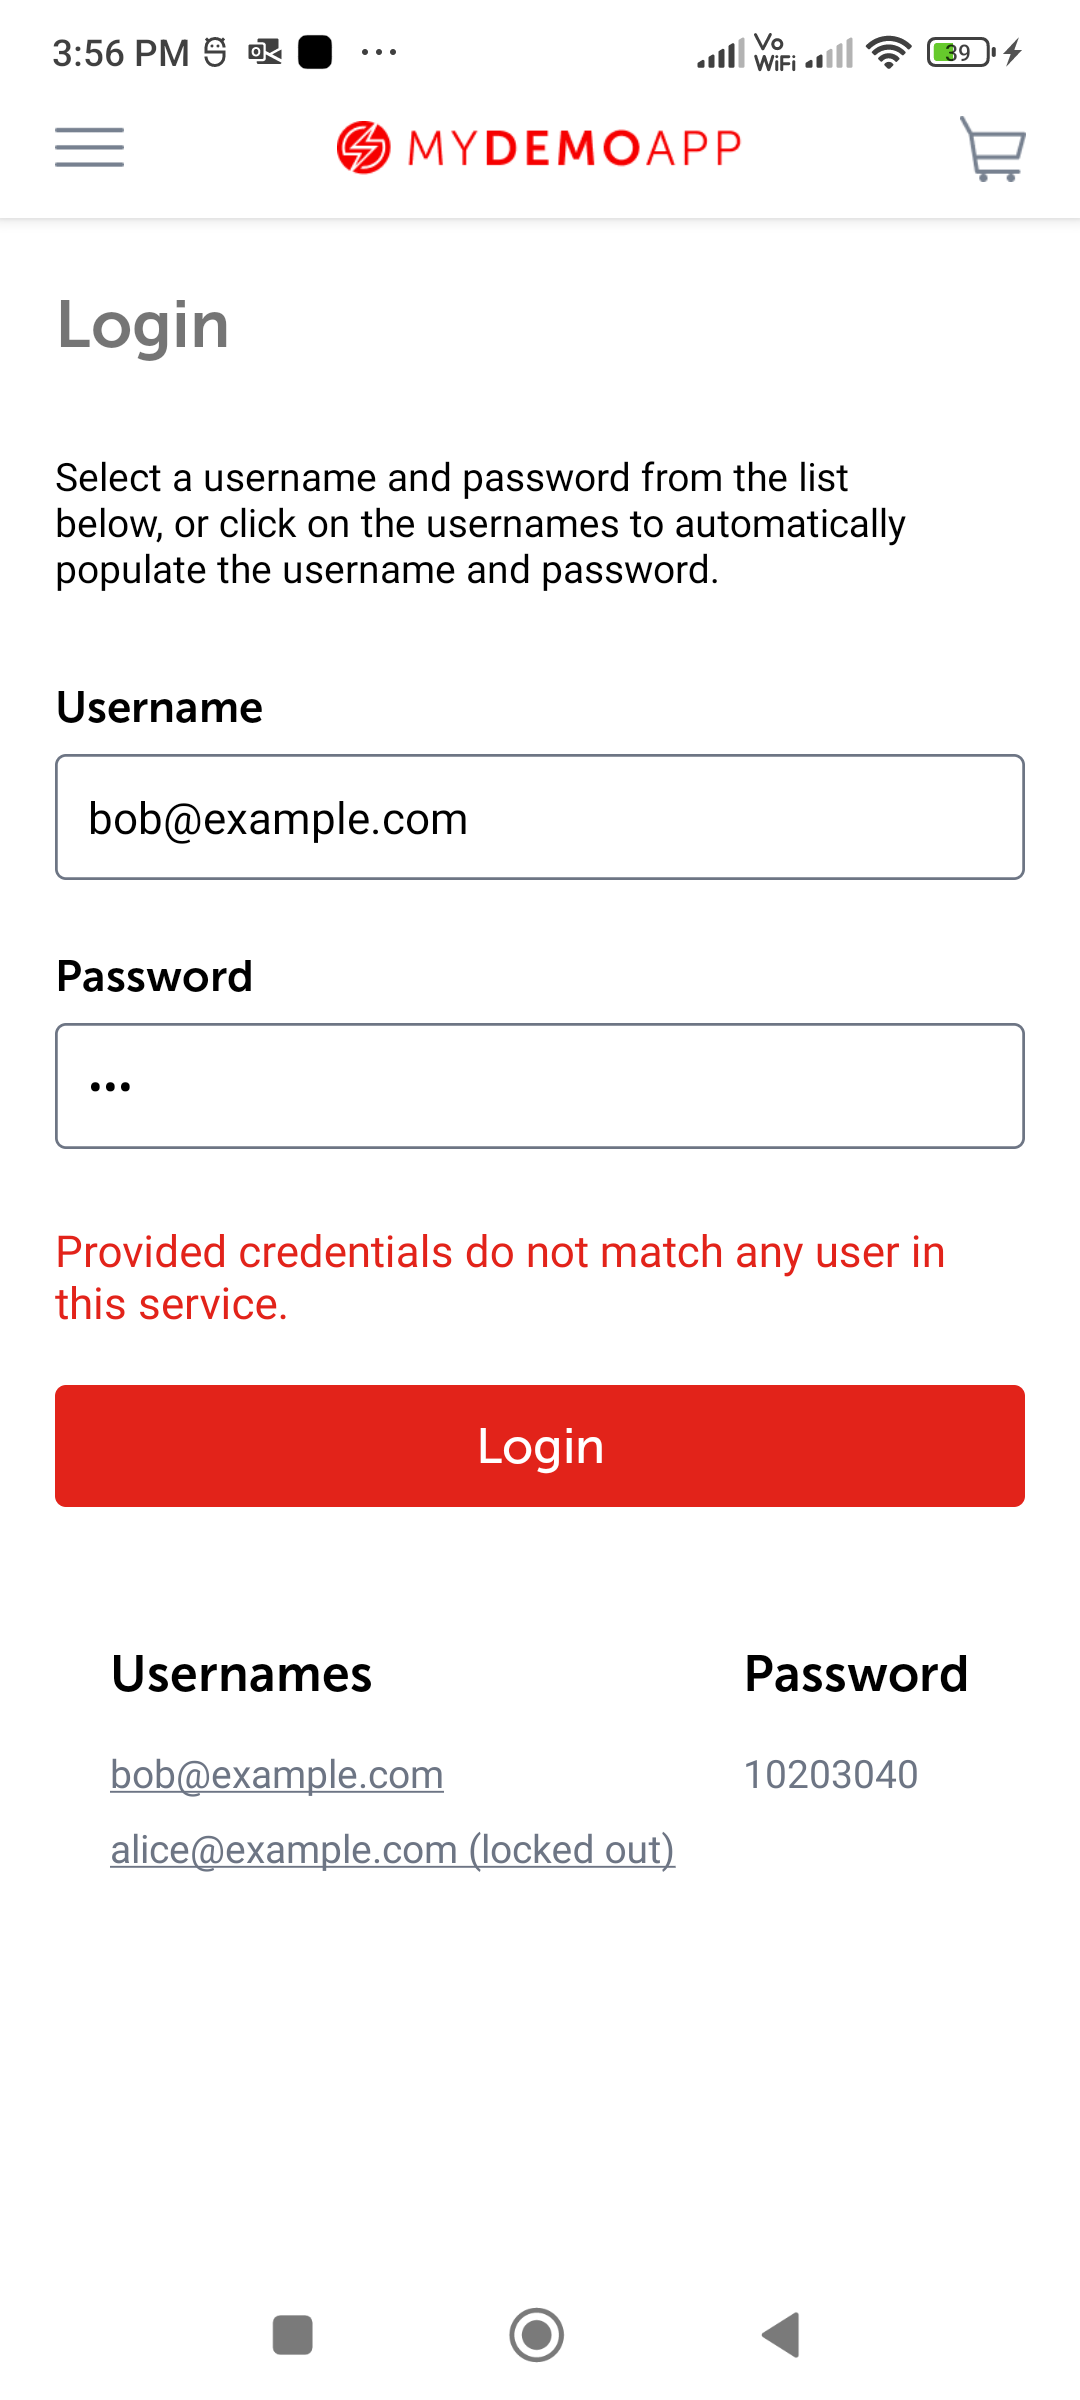 3:56 PM
Vo
WiFi
39
MYDEMOAPP
Login
Select a username and password from the list
below, or click on the usernames to automatically
populate the username and password.
Username
bob@example.com
Password
•••
Provided credentials do not match any user in
this service.
Login
Usernames Password
bob@example.com 10203040
alice@example.com (locked out)